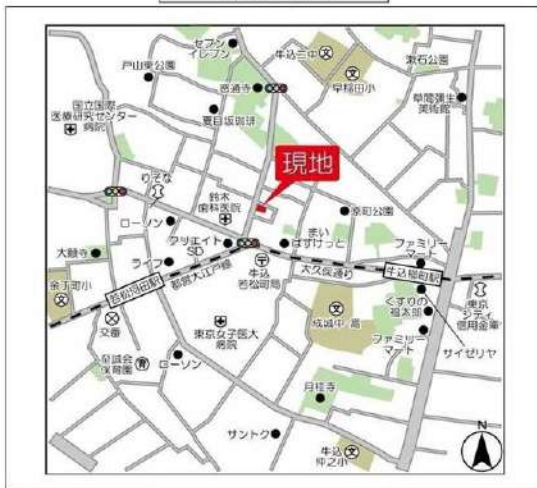 セブン
イレブン
牛込二中
漱石公園
戸山東公園
感通寺
早稲田小
草間彌生
美術館
国立国際
医療研究センター
病院
夏目坂珈琲
現地
りそな
鈴木
歯科医院
原町公園
ローソン
まい
ばすけっと
ファミリー
マート
大願寺
クリエイト
SD
ライフ
都営大江戸線
牛込
若松町局
大久保通り
牛込柳町駅
余丁町小
若松河田駅
くすりの
福太郎
東京
シティ
信用金庫
交番
東京女子医大
病院
成城中・高
ファミリー
マート
サイゼリヤ
保育園
ローソン
月桂寺
サントク
牛込
仲之小
N